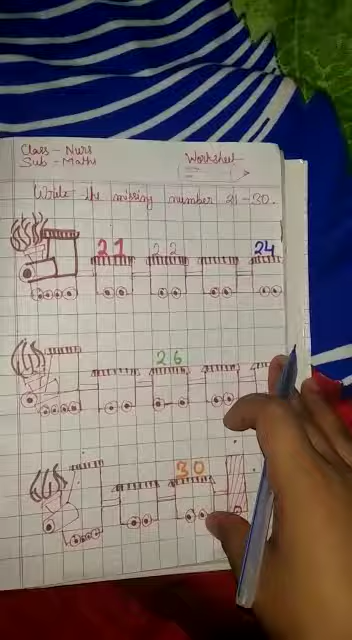 Class - Nurs
Sub - Maths
Worksheet
Write the missing number 21-30.
21 22 24
26
30